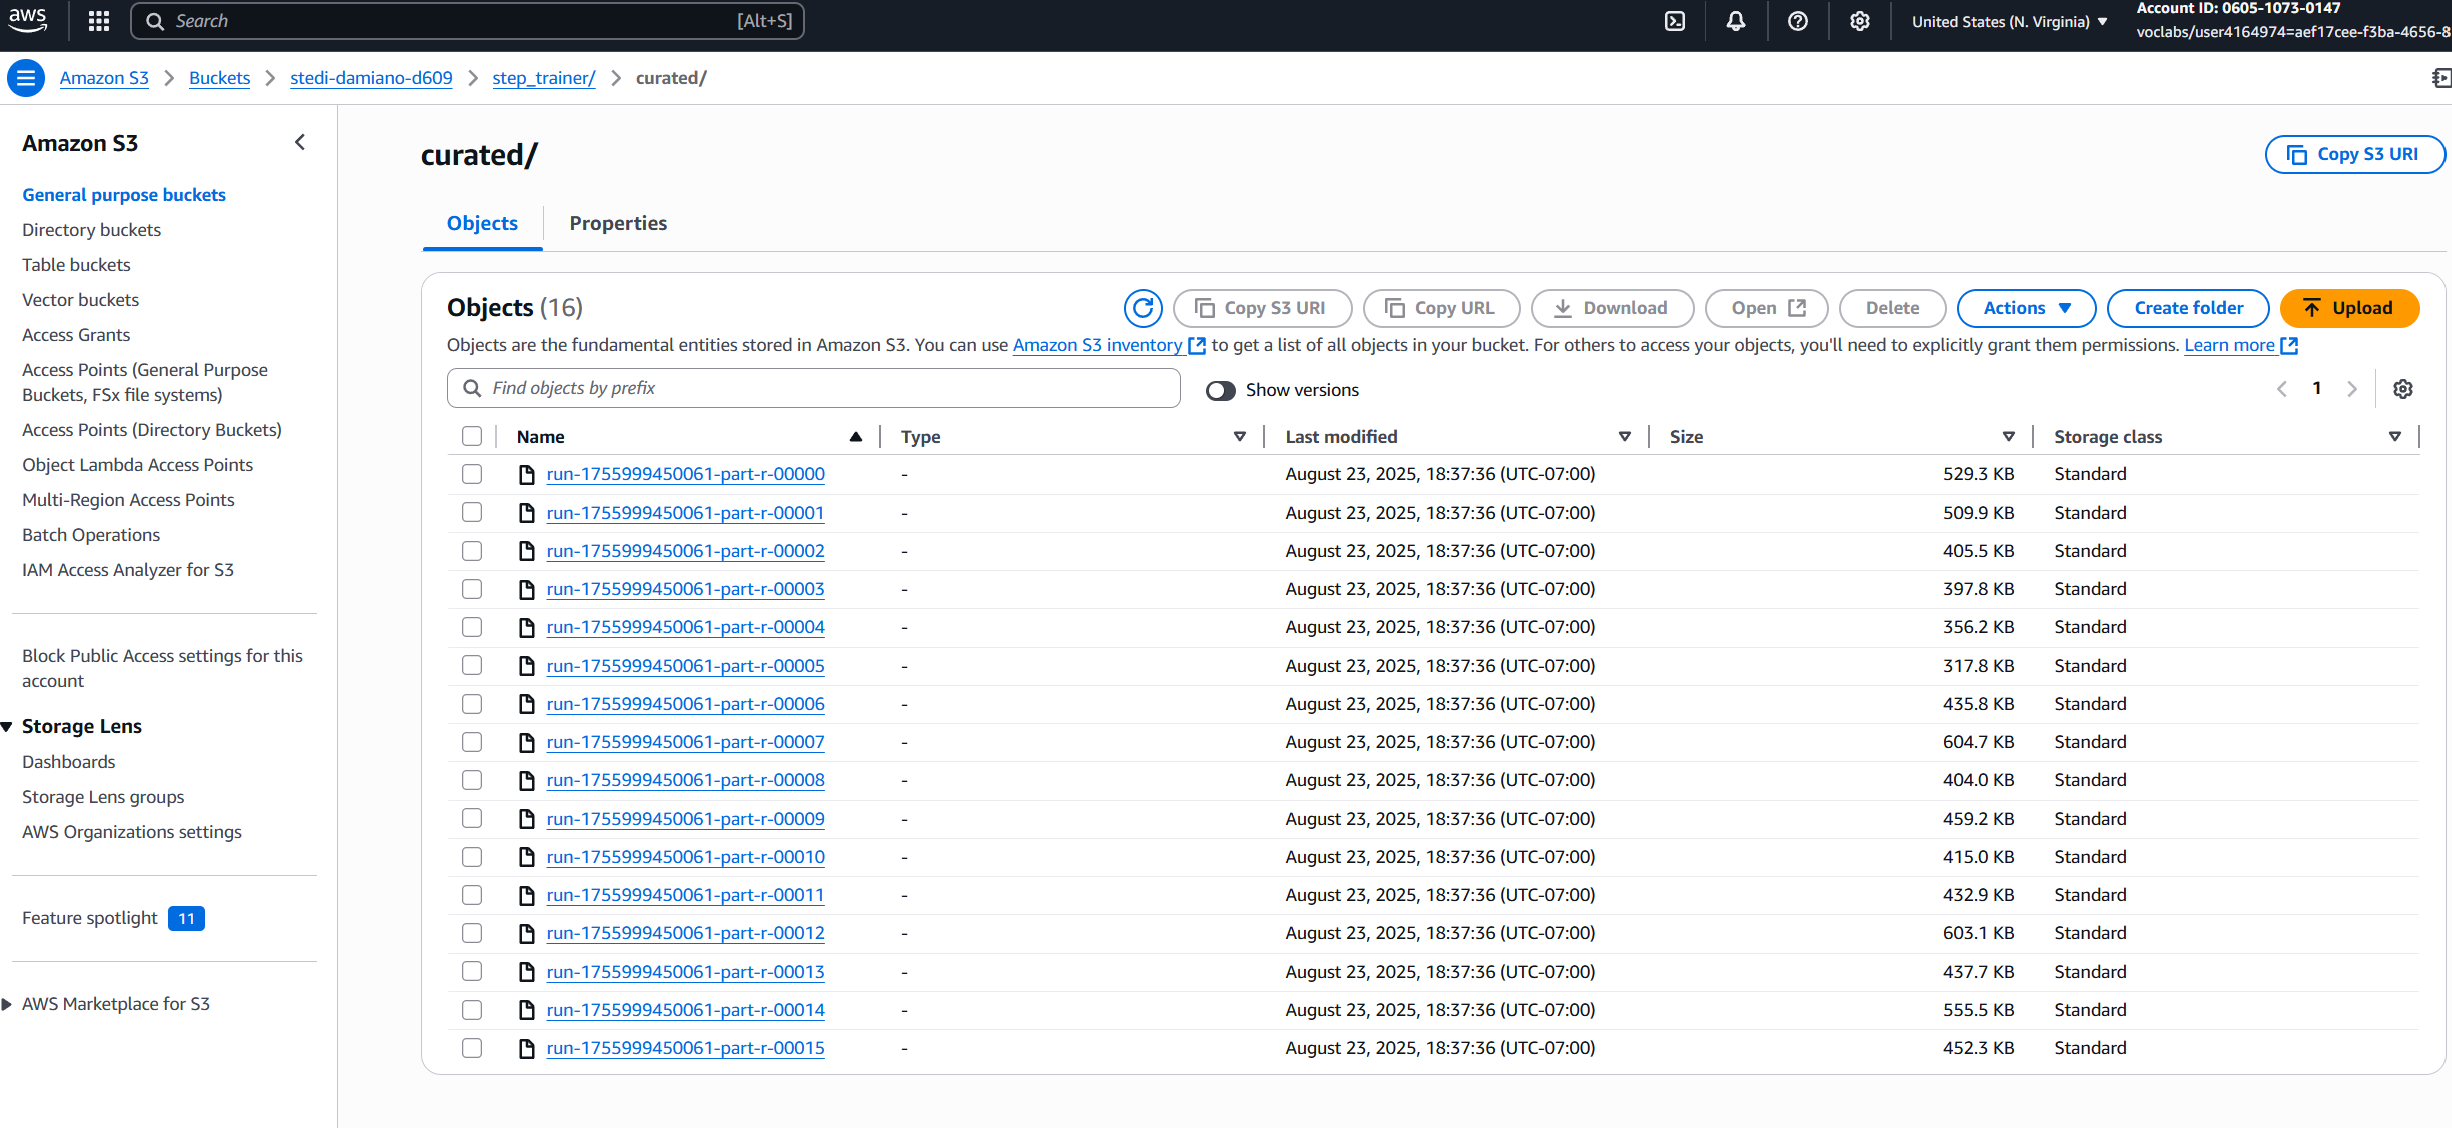 aws
Search [Alt+S]
United States (N. Virginia)
Account ID: 0605-1073-0147
voclabs/user4164974=aef17cee-f3ba-4656-8
Amazon S3 > Buckets > stedi-damiano-d609 > step_trainer/ > curated/
Amazon S3
General purpose buckets
Directory buckets
Table buckets
Vector buckets
Access Grants
Access Points (General Purpose
Buckets, FSx file systems)
Access Points (Directory Buckets)
Object Lambda Access Points
Multi-Region Access Points
Batch Operations
IAM Access Analyzer for S3
Block Public Access settings for this
account
Storage Lens
Dashboards
Storage Lens groups
AWS Organizations settings
Feature spotlight 11
AWS Marketplace for S3
curated/
Copy S3 URI
Objects Properties
Objects (16)
Copy S3 URI Copy URL Download Open Delete Actions Create folder Upload
Objects are the fundamental entities stored in Amazon S3. You can use Amazon S3 inventory to get a list of all objects in your bucket. For others to access your objects, you'll need to explicitly grant them permissions. Learn more
Find objects by prefix Show versions 1
Name Type Last modified Size Storage class
run-1755999450061-part-r-00000 - August 23, 2025, 18:37:36 (UTC-07:00) 529.3 KB Standard
run-1755999450061-part-r-00001 - August 23, 2025, 18:37:36 (UTC-07:00) 509.9 KB Standard
run-1755999450061-part-r-00002 - August 23, 2025, 18:37:36 (UTC-07:00) 405.5 KB Standard
run-1755999450061-part-r-00003 - August 23, 2025, 18:37:36 (UTC-07:00) 397.8 KB Standard
run-1755999450061-part-r-00004 - August 23, 2025, 18:37:36 (UTC-07:00) 356.2 KB Standard
run-1755999450061-part-r-00005 - August 23, 2025, 18:37:36 (UTC-07:00) 317.8 KB Standard
run-1755999450061-part-r-00006 - August 23, 2025, 18:37:36 (UTC-07:00) 435.8 KB Standard
run-1755999450061-part-r-00007 - August 23, 2025, 18:37:36 (UTC-07:00) 604.7 KB Standard
run-1755999450061-part-r-00008 - August 23, 2025, 18:37:36 (UTC-07:00) 404.0 KB Standard
run-1755999450061-part-r-00009 - August 23, 2025, 18:37:36 (UTC-07:00) 459.2 KB Standard
run-1755999450061-part-r-00010 - August 23, 2025, 18:37:36 (UTC-07:00) 415.0 KB Standard
run-1755999450061-part-r-00011 - August 23, 2025, 18:37:36 (UTC-07:00) 432.9 KB Standard
run-1755999450061-part-r-00012 - August 23, 2025, 18:37:36 (UTC-07:00) 603.1 KB Standard
run-1755999450061-part-r-00013 - August 23, 2025, 18:37:36 (UTC-07:00) 437.7 KB Standard
run-1755999450061-part-r-00014 - August 23, 2025, 18:37:36 (UTC-07:00) 555.5 KB Standard
run-1755999450061-part-r-00015 - August 23, 2025, 18:37:36 (UTC-07:00) 452.3 KB Standard